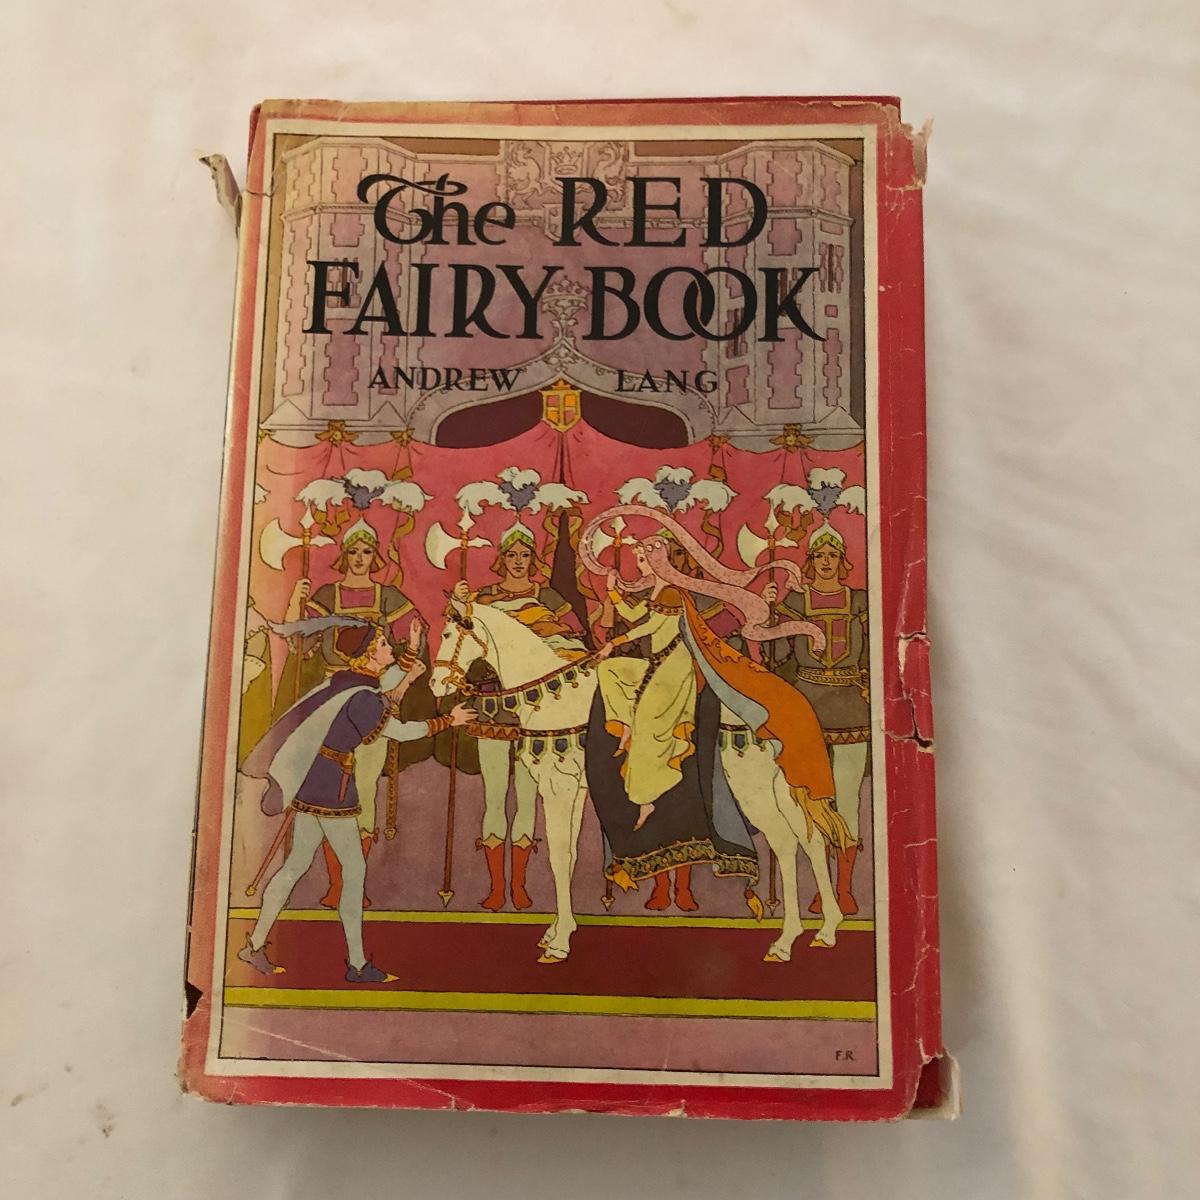 The RED
FAIRY BOOK
ANDREW LANG
F.R.